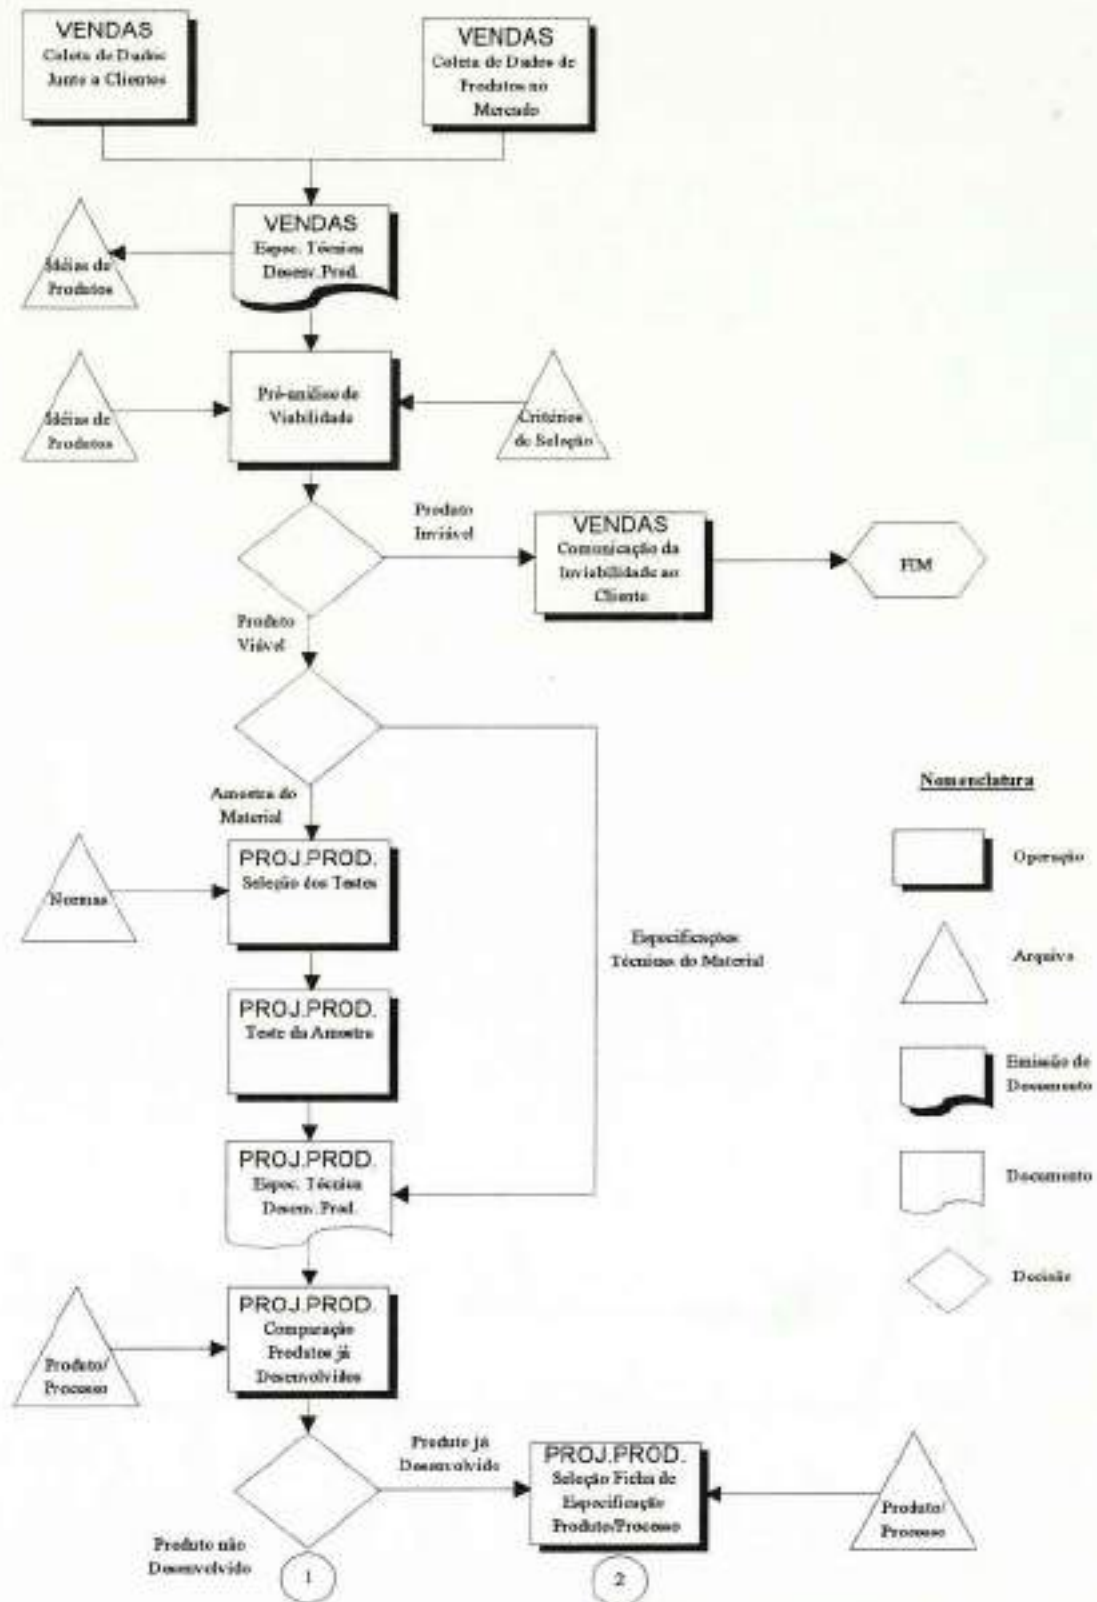 VENDAS
Coleta de Dados
Junto a Clientes
VENDAS
Coleta de Dados de
Produtos no
Mercado
VENDAS
Espec. Técnica
Desenv. Prod.
Idéias de
Produtos
Idéias de
Produtos
Pré-análise de
Viabilidade
Critérios
de Seleção
Produto
Inviável
VENDAS
Comunicação da
Inviabilidade ao
Cliente
FIM
Produto
Viável
Amostra do
Material
Nomenclatura
Normas
PROJ.PROD.
Seleção dos Testes
Operação
Especificações
Técnicas do Material
Arquivo
PROJ.PROD.
Teste da Amostra
Emissão de
Documento
PROJ.PROD.
Espec. Técnica
Desenv. Prod.
Documento
Decisão
Produto/
Processo
PROJ.PROD.
Comparação
Produtos já
Desenvolvidos
Produto já
Desenvolvido
PROJ.PROD.
Seleção Ficha de
Especificação
Produto/Processo
Produto/
Processo
Produto não
Desenvolvido
1
2